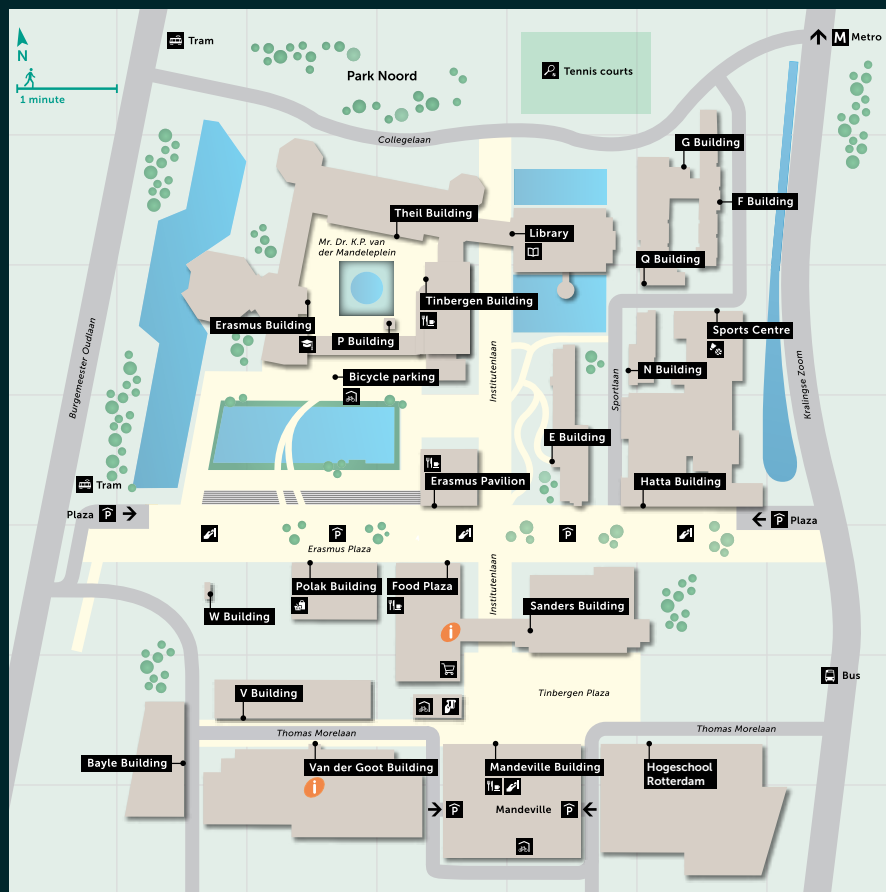 Tram
M Metro
N
1 minute
Park Noord
Tennis courts
Collegelaan
G Building
F Building
Theil Building
Library
Mr. Dr. K.P. van
der Mandeleplein
Q Building
Tinbergen Building
Erasmus Building
P Building
Sports Centre
N Building
Bicycle parking
Burgemeester Oudlaan
Institutenlaan
Sportlaan
Kralingse Zoom
E Building
Erasmus Pavilion
Hatta Building
Tram
Plaza P
P Plaza
P
P
Erasmus Plaza
Institutenlaan
Polak Building
Food Plaza
W Building
Sanders Building
i
Bus
V Building
Tinbergen Plaza
Thomas Morelaan
Thomas Morelaan
Bayle Building
Van der Goot Building
Mandeville Building
Hogeschool
Rotterdam
i
P
Mandeville
P